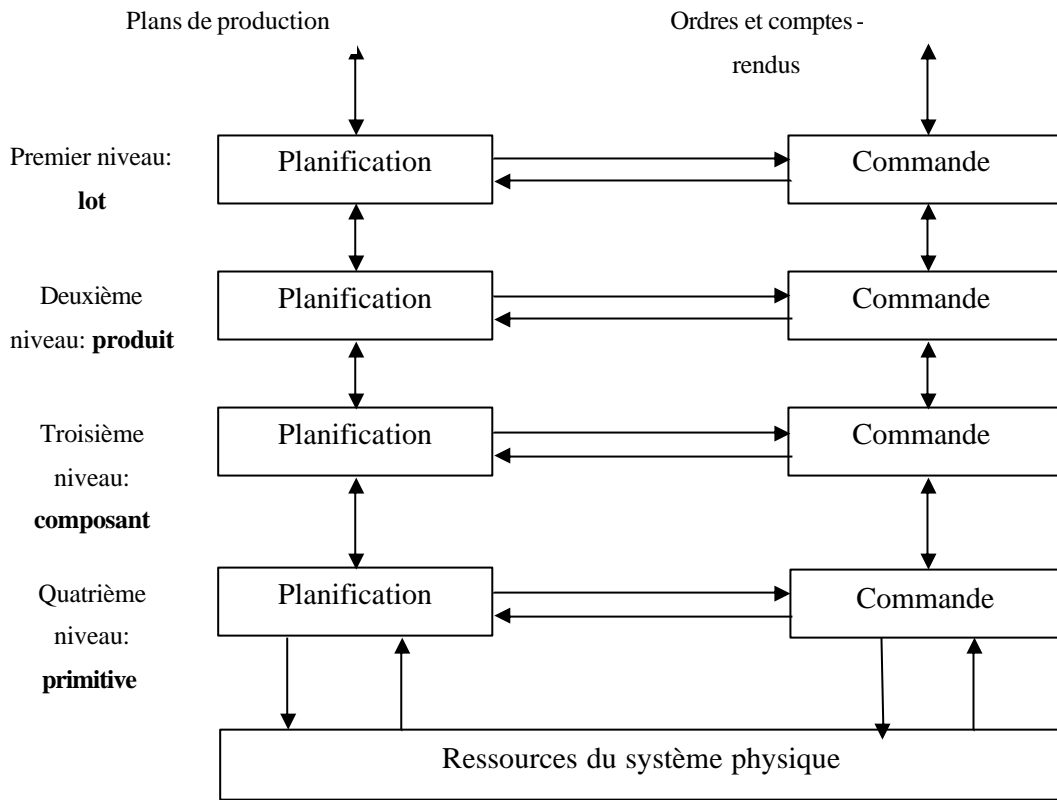 Plans de production
Ordres et comptes -
rendus
Premier niveau:
lot
Planification
Commande
Deuxième
niveau: produit
Planification
Commande
Troisième
niveau:
composant
Planification
Commande
Quatrième
niveau:
primitive
Planification
Commande
Ressources du système physique